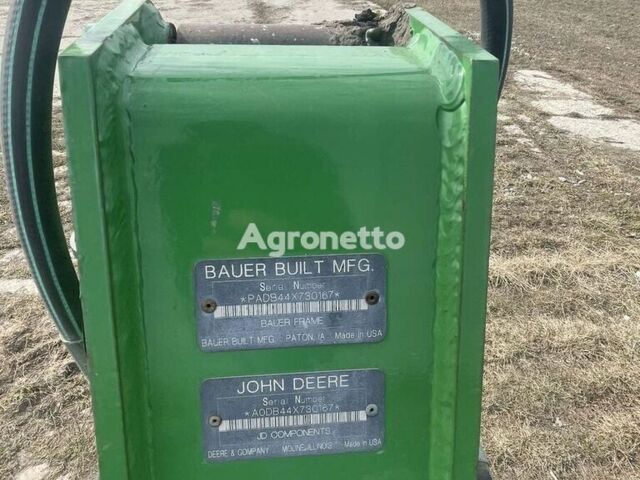 Agronetto
BAUER BUILT MFG.
Serial Number
*PADB44X730167*
BAUER FRAME
BAUER BUILT MFG. PATON, IA Made in USA
JOHN DEERE
Serial Number
*A0DB44X730167*
JD COMPONENTS
DEERE & COMPANY MOLINE,ILLINOIS Made in USA